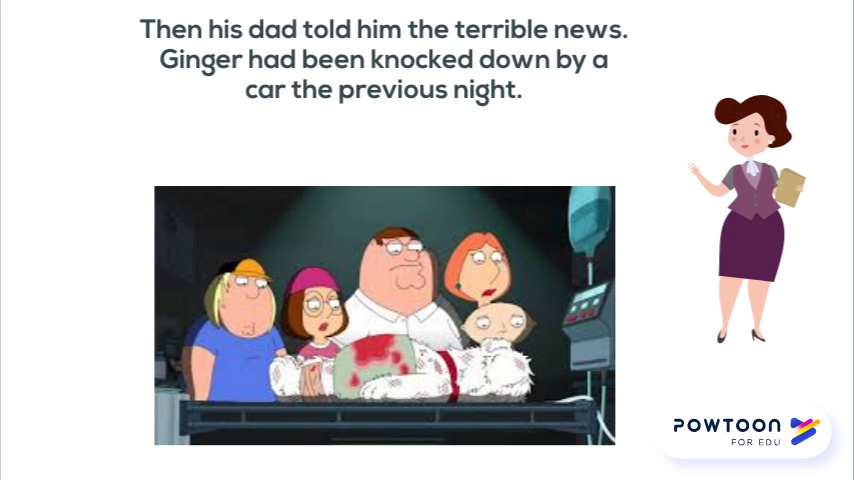 Then his dad told him the terrible news.
Ginger had been knocked down by a
car the previous night.
POWTOON
FOR EDU